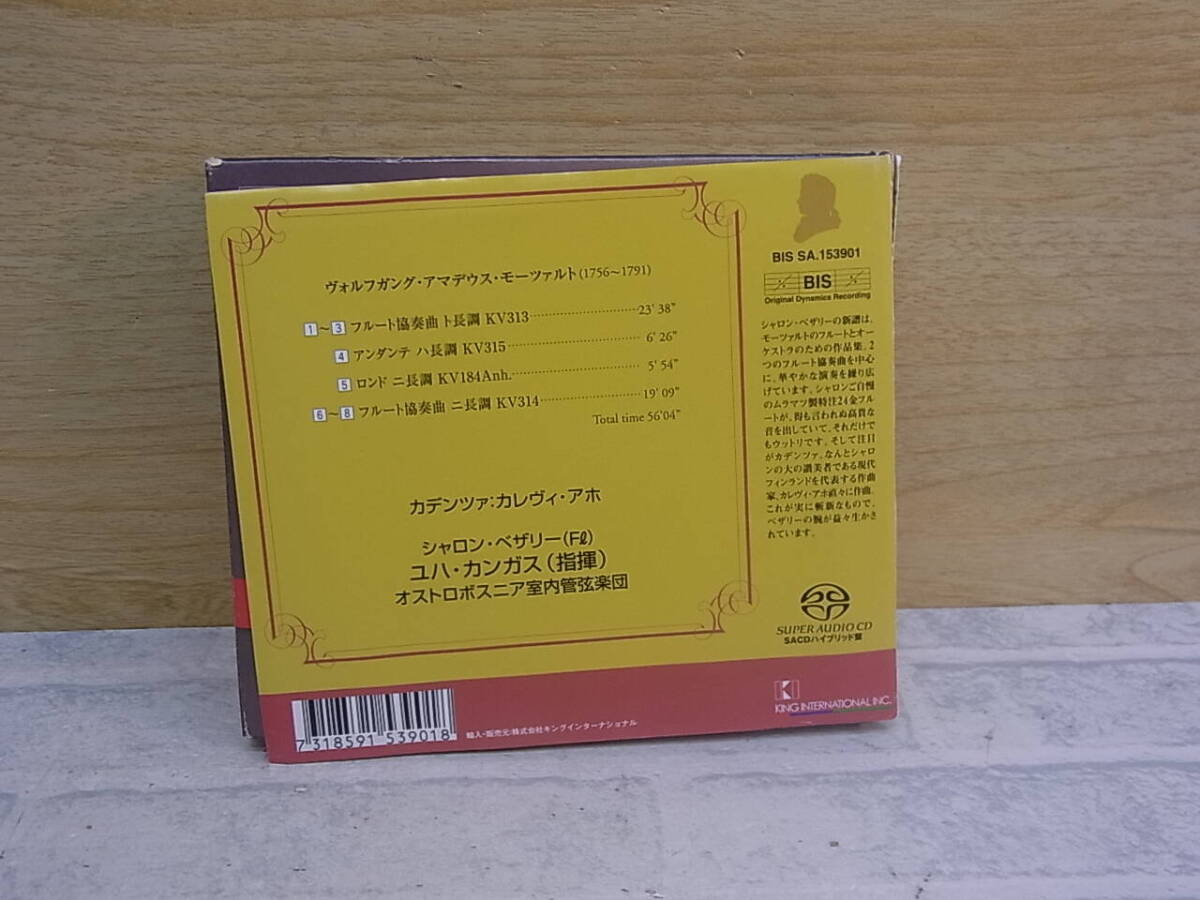 ヴォルフガング・アマデウス・モーツァルト(1756～1791)
1～3 フルート協奏曲 ト長調 KV313 23' 38"
4 アンダンテ ハ長調 KV315 6' 26"
5 ロンド ニ長調 KV184Anh. 5' 54"
6～8 フルート協奏曲 ニ長調 KV314 19' 09"
Total time 56'04"
カデンツァ:カレヴィ・アホ
シャロン・ベザリー(Fl)
ユハ・カンガス(指揮)
オストロボスニア室内管弦楽団
BIS SA.153901
BIS
Original Dynamics Recording
シャロン・ベザリーの新譜は、
モーツァルトのフルートとオー
ケストラのための作品集。2
つのフルート協奏曲を中心
に、華やかな演奏を繰り広
げています。シャロンご自慢
のムラマツ製特注24金フル
ートが、得も言われぬ高貴な
音を出していて、それだけで
もウットリです。そして注目
がカデンツァ。なんとシャロ
ンの大の讃美者である現代
フィンランドを代表する作曲
家、カレヴィ・アホ直々に作曲。
これが実に斬新なもので、
ベザリーの腕が益々生かさ
れています。
SUPER AUDIO CD
SACDハイブリッド盤
KING INTERNATIONAL INC.
7 318591 539018
輸入・販売元:株式会社キングインターナショナル